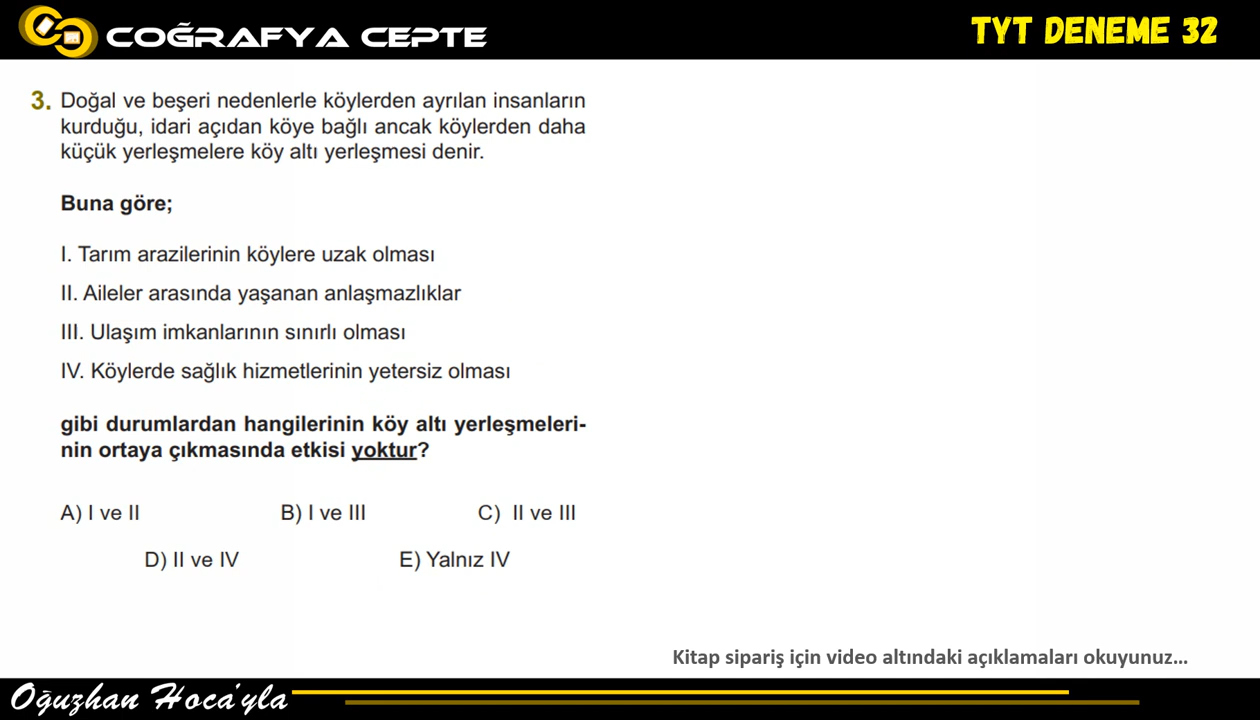 COĞRAFYA CEPTE
TYT DENEME 32
3. Doğal ve beşeri nedenlerle köylerden ayrılan insanların
kurduğu, idari açıdan köye bağlı ancak köylerden daha
küçük yerleşmelere köy altı yerleşmesi denir.
Buna göre;
I. Tarım arazilerinin köylere uzak olması
II. Aileler arasında yaşanan anlaşmazlıklar
III. Ulaşım imkanlarının sınırlı olması
IV. Köylerde sağlık hizmetlerinin yetersiz olması
gibi durumlardan hangilerinin köy altı yerleşmeleri-
nin ortaya çıkmasında etkisi yoktur?
A) I ve II B) I ve III C) II ve III
D) II ve IV E) Yalnız IV
Kitap sipariş için video altındaki açıklamaları okuyunuz...
Oğuzhan Hoca'yla